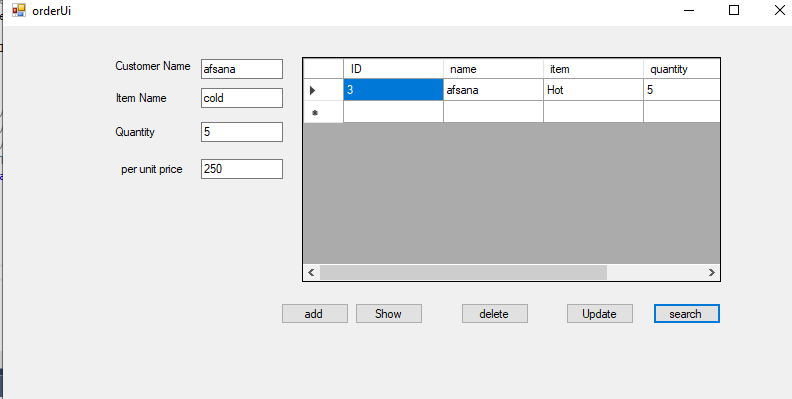 orderUi
Customer Name afsana
Item Name cold
Quantity 5
per unit price 250
ID name item quantity
3 afsana Hot 5
add Show delete Update search